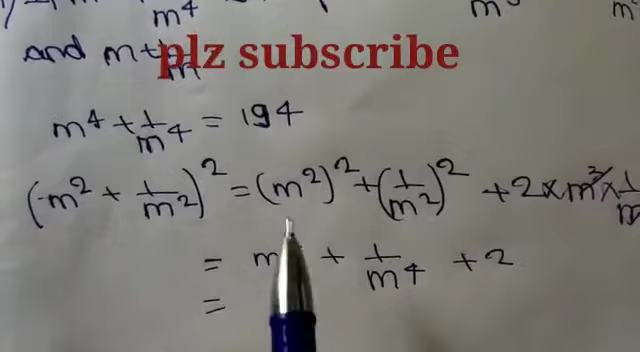 m⁴
and m + 1/m
plz subscribe
m⁴ + 1/m⁴ = 194
(m² + 1/m²)² = (m²)² + (1/m²)² + 2 × m² × 1/m
= m + 1/m⁴ + 2
=